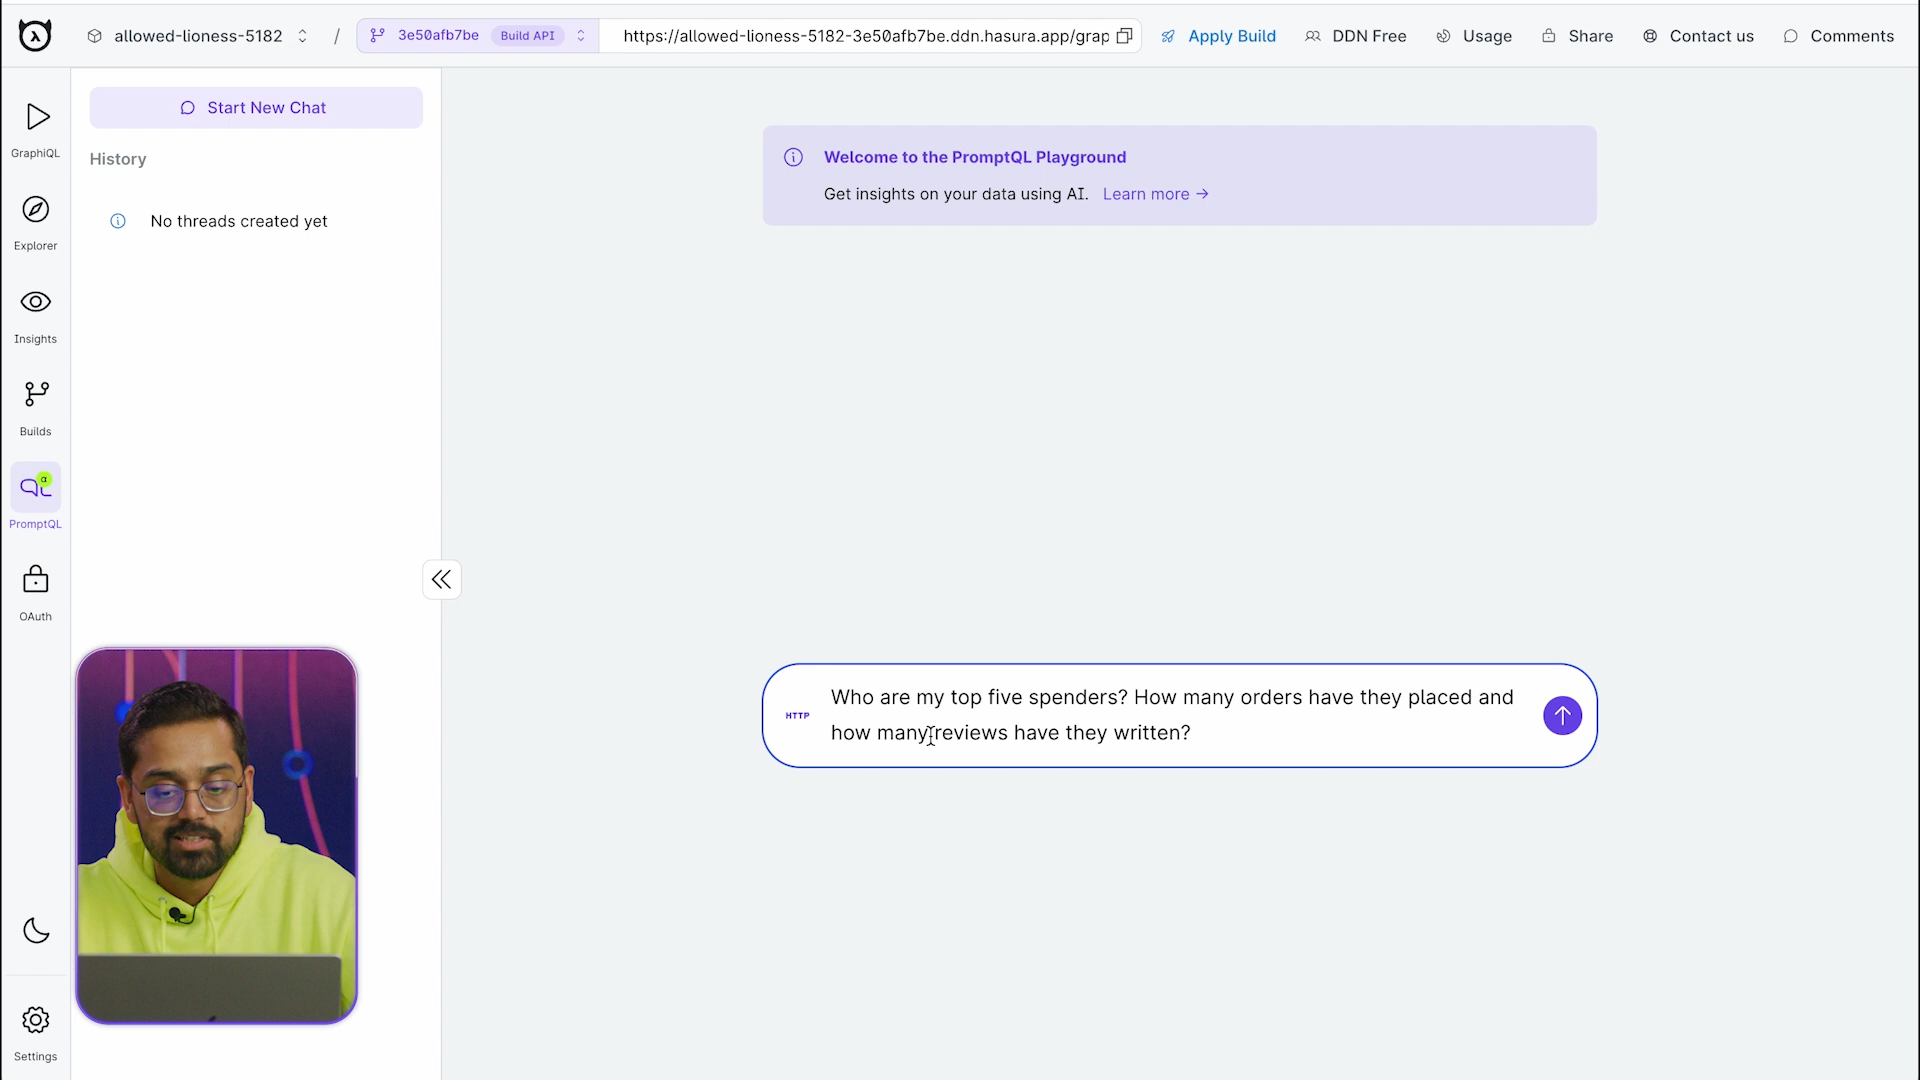 allowed-lioness-5182 / 3e50afb7be Build API https://allowed-lioness-5182-3e50afb7be.ddn.hasura.app/grap Apply Build DDN Free Usage Share Contact us Comments
GraphiQL
Explorer
Insights
Builds
α
PromptQL
OAuth
Settings
Start New Chat
History
No threads created yet
Welcome to the PromptQL Playground
Get insights on your data using AI. Learn more →
HTTP
Who are my top five spenders? How many orders have they placed and
how many reviews have they written?